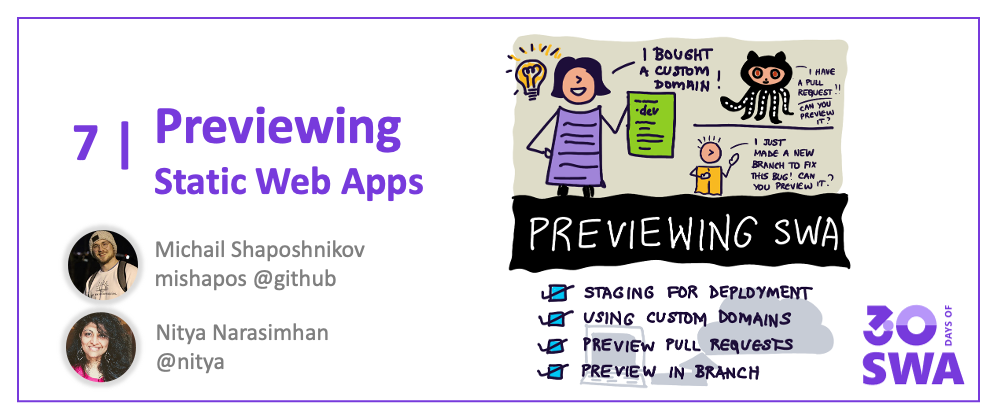 7 |
Previewing
Static Web Apps
Michail Shaposhnikov
mishapos @github
Nitya Narasimhan
@nitya
I BOUGHT
A CUSTOM
DOMAIN!
.dev
I HAVE
A PULL
REQUEST!!
CAN YOU
PREVIEW
IT?
I JUST
MADE A NEW
BRANCH TO FIX
THIS BUG! CAN
YOU PREVIEW IT?
PREVIEWING SWA
STAGING FOR DEPLOYMENT
USING CUSTOM DOMAINS
PREVIEW PULL REQUESTS
PREVIEW IN BRANCH
30
DAYS OF
SWA